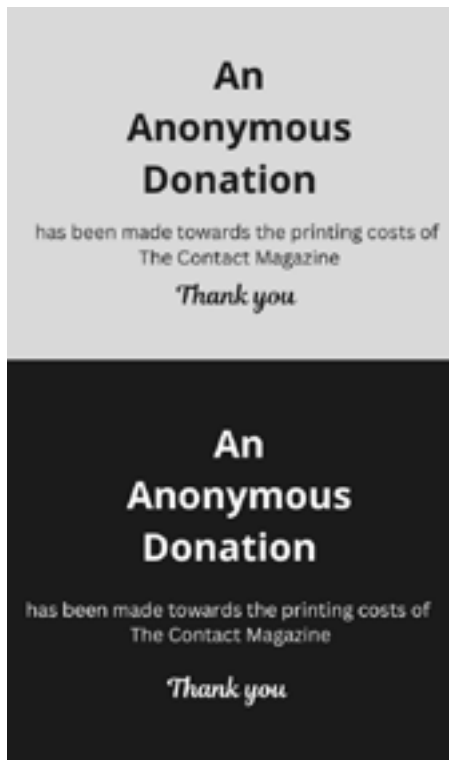 An
Anonymous
Donation
has been made towards the printing costs of
The Contact Magazine
Thank you
An
Anonymous
Donation
has been made towards the printing costs of
The Contact Magazine
Thank you